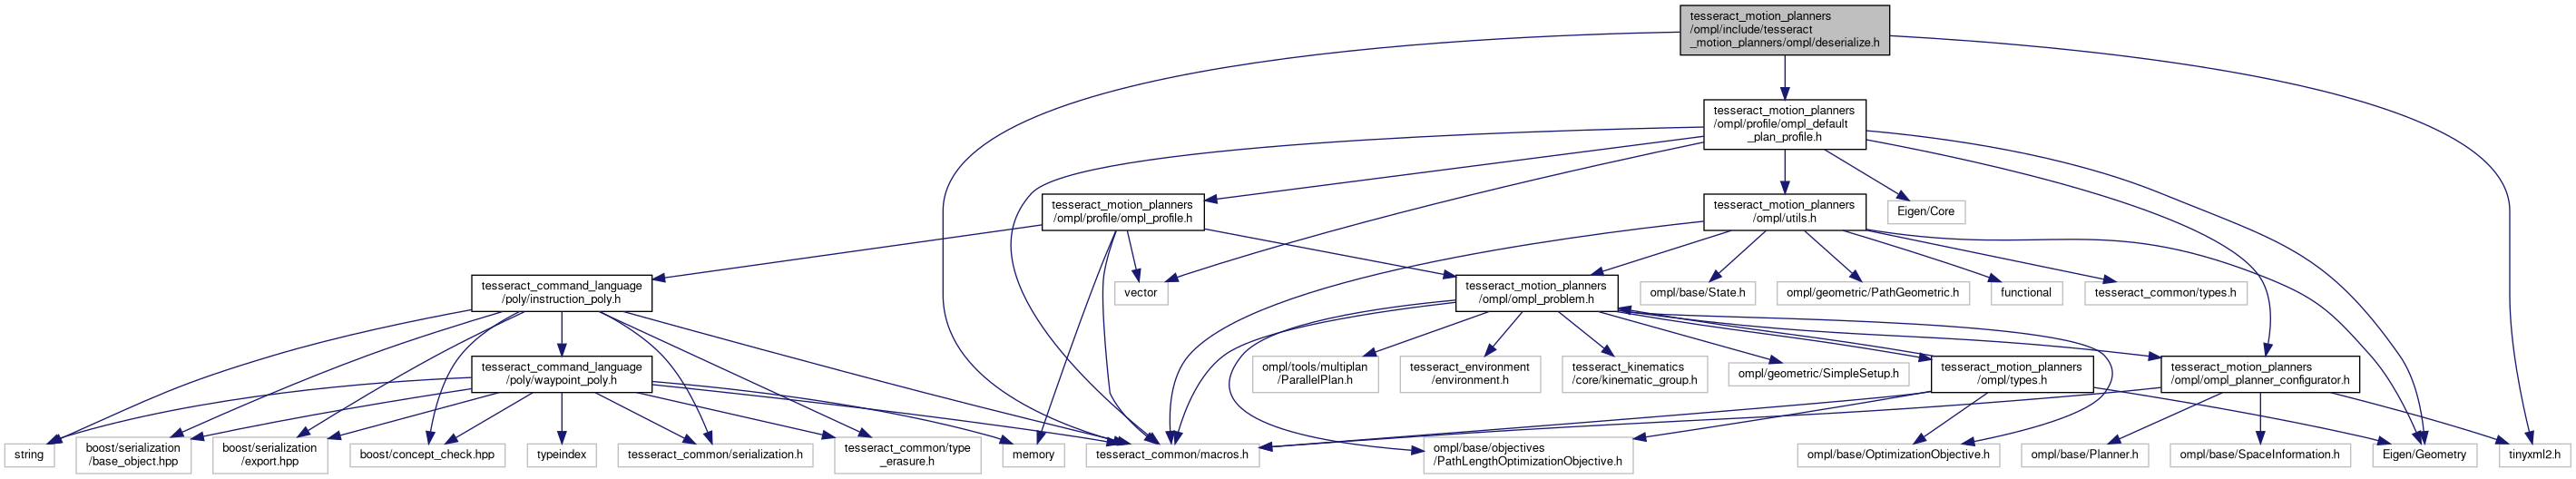 tesseract_motion_planners
/ompl/include/tesseract
_motion_planners/ompl/deserialize.h
tesseract_motion_planners
/ompl/profile/ompl_default
_plan_profile.h
tesseract_motion_planners
/ompl/profile/ompl_profile.h
tesseract_motion_planners
/ompl/utils.h
Eigen/Core
tesseract_command_language
/poly/instruction_poly.h
vector
tesseract_motion_planners
/ompl/ompl_problem.h
ompl/base/State.h
ompl/geometric/PathGeometric.h
functional
tesseract_common/types.h
tesseract_command_language
/poly/waypoint_poly.h
ompl/tools/multiplan
/ParallelPlan.h
tesseract_environment
/environment.h
tesseract_kinematics
/core/kinematic_group.h
ompl/geometric/SimpleSetup.h
tesseract_motion_planners
/ompl/types.h
tesseract_motion_planners
/ompl/ompl_planner_configurator.h
string
boost/serialization
/base_object.hpp
boost/serialization
/export.hpp
boost/concept_check.hpp
typeindex
tesseract_common/serialization.h
tesseract_common/type
_erasure.h
memory
tesseract_common/macros.h
ompl/base/objectives
/PathLengthOptimizationObjective.h
ompl/base/OptimizationObjective.h
ompl/base/Planner.h
ompl/base/SpaceInformation.h
Eigen/Geometry
tinyxml2.h